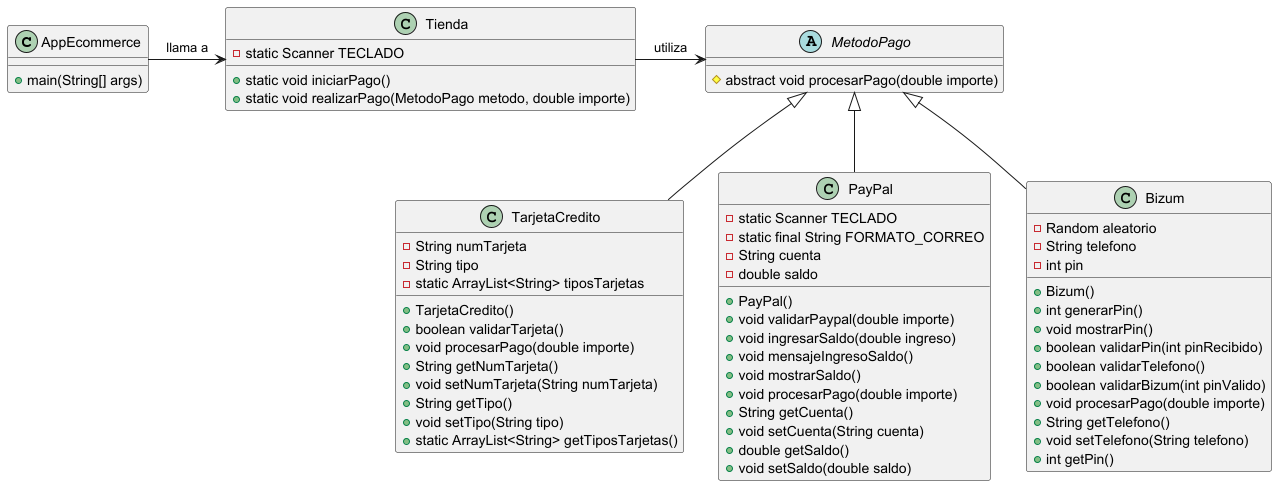 C AppEcommerce
main(String[] args)
llama a
C Tienda
static Scanner TECLADO
static void iniciarPago()
static void realizarPago(MetodoPago metodo, double importe)
utiliza
A MetodoPago
abstract void procesarPago(double importe)
C TarjetaCredito
String numTarjeta
String tipo
static ArrayList<String> tiposTarjetas
TarjetaCredito()
boolean validarTarjeta()
void procesarPago(double importe)
String getNumTarjeta()
void setNumTarjeta(String numTarjeta)
String getTipo()
void setTipo(String tipo)
static ArrayList<String> getTiposTarjetas()
C PayPal
static Scanner TECLADO
static final String FORMATO_CORREO
String cuenta
double saldo
PayPal()
void validarPaypal(double importe)
void ingresarSaldo(double ingreso)
void mensajeIngresoSaldo()
void mostrarSaldo()
void procesarPago(double importe)
String getCuenta()
void setCuenta(String cuenta)
double getSaldo()
void setSaldo(double saldo)
C Bizum
Random aleatorio
String telefono
int pin
Bizum()
int generarPin()
void mostrarPin()
boolean validarPin(int pinRecibido)
boolean validarTelefono()
boolean validarBizum(int pinValido)
void procesarPago(double importe)
String getTelefono()
void setTelefono(String telefono)
int getPin()